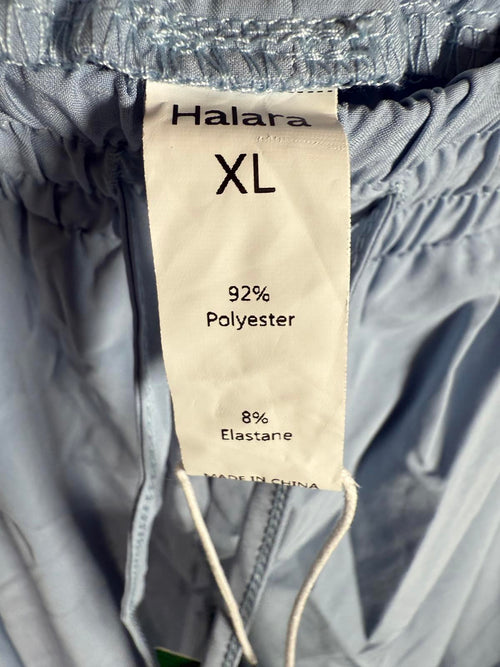 Halara
XL
92%
Polyester
8%
Elastane
MADE IN CHINA